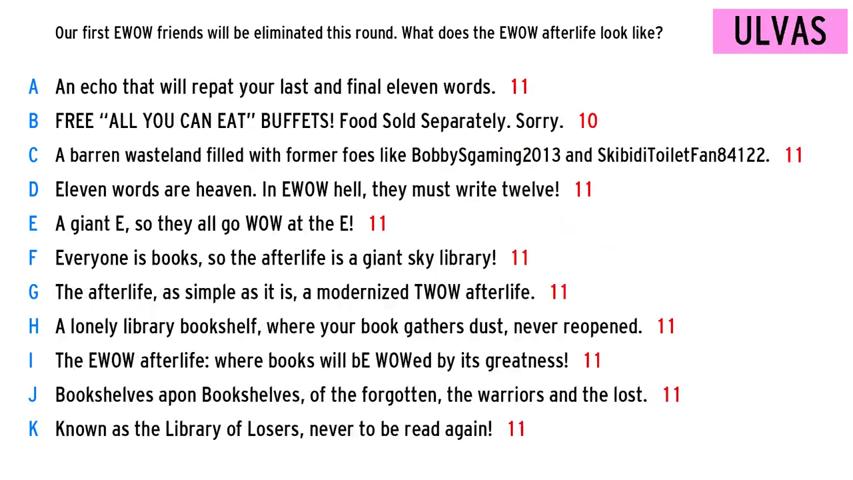 Our first EWOW friends will be eliminated this round. What does the EWOW afterlife look like?
ULVAS
A An echo that will repat your last and final eleven words. 11
B FREE “ALL YOU CAN EAT” BUFFETS! Food Sold Separately. Sorry. 10
C A barren wasteland filled with former foes like BobbySgaming2013 and SkibidiToiletFan84122. 11
D Eleven words are heaven. In EWOW hell, they must write twelve! 11
E A giant E, so they all go WOW at the E! 11
F Everyone is books, so the afterlife is a giant sky library! 11
G The afterlife, as simple as it is, a modernized TWOW afterlife. 11
H A lonely library bookshelf, where your book gathers dust, never reopened. 11
I The EWOW afterlife: where books will bE WOWed by its greatness! 11
J Bookshelves apon Bookshelves, of the forgotten, the warriors and the lost. 11
K Known as the Library of Losers, never to be read again! 11